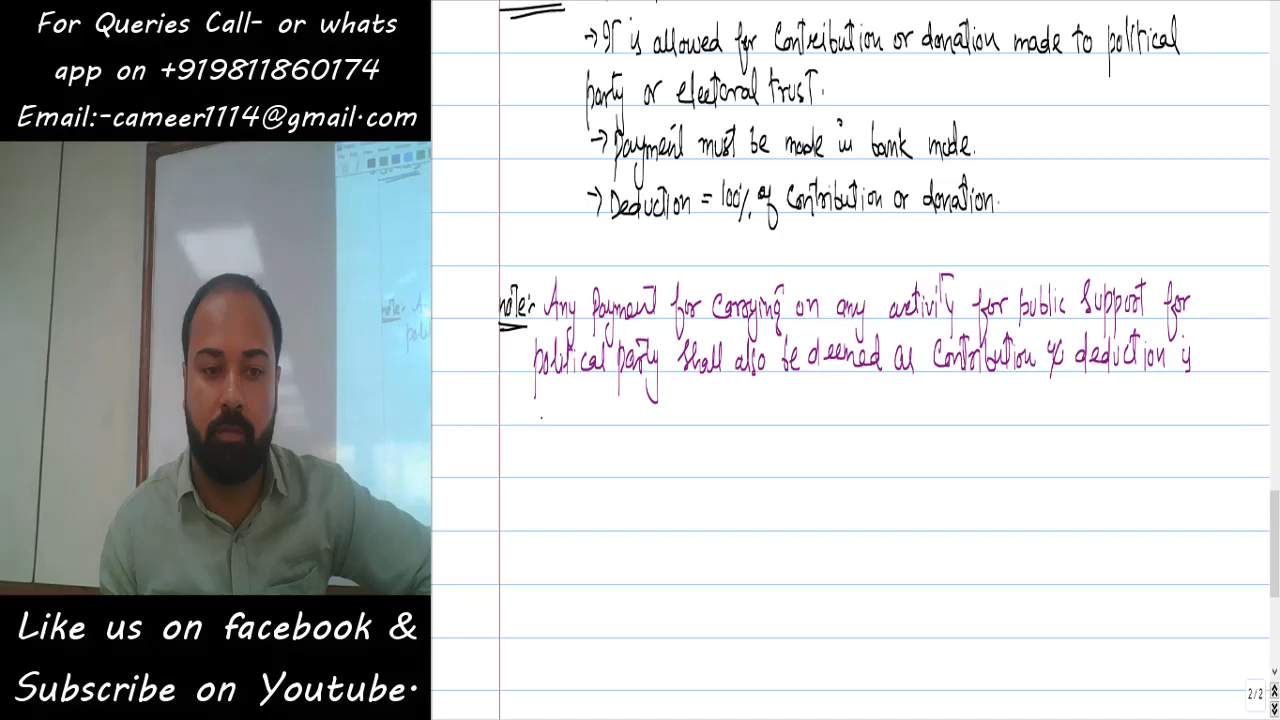 For Queries Call- or whats
app on +919811860174
Email:-cameer1114@gmail.com
→ It is allowed for contribution or donation made to political
party or electoral trust.
→ Payment must be made in bank mode.
→ Deduction = 100% of contribution or donation.
note:- Any payment for carrying on any activity for public support for
political party shall also be deemed as contribution & deduction is
Like us on facebook &
Subscribe on Youtube.
2/2